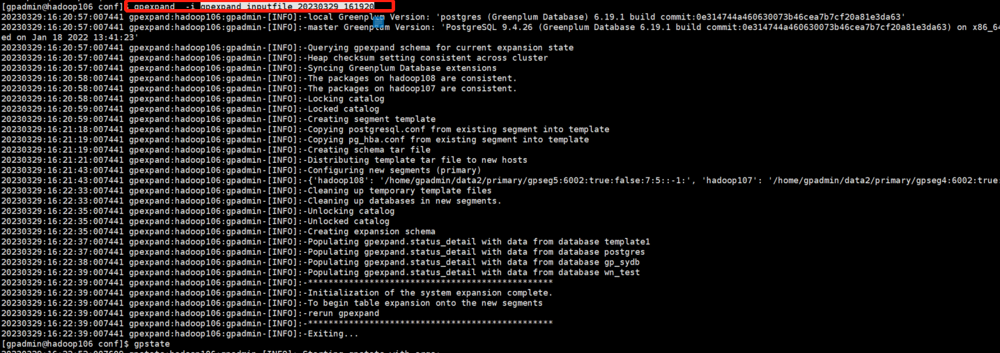 [gpadmin@hadoop106 conf]$ gpexpand -i gpexpand_inputfile_20230329_161920
20230329:16:20:57:007441 gpexpand:hadoop106:gpadmin-[INFO]:-local Greenplum Version: 'postgres (Greenplum Database) 6.19.1 build commit:0e314744a460630073b46cea7b7cf20a81e3da63'
20230329:16:20:57:007441 gpexpand:hadoop106:gpadmin-[INFO]:-master Greenplum Version: 'PostgreSQL 9.4.26 (Greenplum Database 6.19.1 build commit:0e314744a460630073b46cea7b7cf20a81e3da63) on x86_64
ed on Jan 18 2022 13:41:23'
20230329:16:20:57:007441 gpexpand:hadoop106:gpadmin-[INFO]:-Querying gpexpand schema for current expansion state
20230329:16:20:57:007441 gpexpand:hadoop106:gpadmin-[INFO]:-Heap checksum setting consistent across cluster
20230329:16:20:57:007441 gpexpand:hadoop106:gpadmin-[INFO]:-Syncing Greenplum Database extensions
20230329:16:20:58:007441 gpexpand:hadoop106:gpadmin-[INFO]:-The packages on hadoop108 are consistent.
20230329:16:20:58:007441 gpexpand:hadoop106:gpadmin-[INFO]:-The packages on hadoop107 are consistent.
20230329:16:20:58:007441 gpexpand:hadoop106:gpadmin-[INFO]:-Locking catalog
20230329:16:20:59:007441 gpexpand:hadoop106:gpadmin-[INFO]:-Locked catalog
20230329:16:20:59:007441 gpexpand:hadoop106:gpadmin-[INFO]:-Creating segment template
20230329:16:21:18:007441 gpexpand:hadoop106:gpadmin-[INFO]:-Copying postgresql.conf from existing segment into template
20230329:16:21:19:007441 gpexpand:hadoop106:gpadmin-[INFO]:-Copying pg_hba.conf from existing segment into template
20230329:16:21:19:007441 gpexpand:hadoop106:gpadmin-[INFO]:-Creating schema tar file
20230329:16:21:21:007441 gpexpand:hadoop106:gpadmin-[INFO]:-Distributing template tar file to new hosts
20230329:16:21:43:007441 gpexpand:hadoop106:gpadmin-[INFO]:-Configuring new segments (primary)
20230329:16:21:43:007441 gpexpand:hadoop106:gpadmin-[INFO]:-{'hadoop108': '/home/gpadmin/data2/primary/gpseg5:6002:true:false:7:5::-1:', 'hadoop107': '/home/gpadmin/data2/primary/gpseg4:6002:true:
20230329:16:22:33:007441 gpexpand:hadoop106:gpadmin-[INFO]:-Cleaning up temporary template files
20230329:16:22:33:007441 gpexpand:hadoop106:gpadmin-[INFO]:-Cleaning up databases in new segments.
20230329:16:22:35:007441 gpexpand:hadoop106:gpadmin-[INFO]:-Unlocking catalog
20230329:16:22:35:007441 gpexpand:hadoop106:gpadmin-[INFO]:-Unlocked catalog
20230329:16:22:35:007441 gpexpand:hadoop106:gpadmin-[INFO]:-Creating expansion schema
20230329:16:22:37:007441 gpexpand:hadoop106:gpadmin-[INFO]:-Populating gpexpand.status_detail with data from database template1
20230329:16:22:37:007441 gpexpand:hadoop106:gpadmin-[INFO]:-Populating gpexpand.status_detail with data from database postgres
20230329:16:22:38:007441 gpexpand:hadoop106:gpadmin-[INFO]:-Populating gpexpand.status_detail with data from database gp_sydb
20230329:16:22:39:007441 gpexpand:hadoop106:gpadmin-[INFO]:-Populating gpexpand.status_detail with data from database wn_test
20230329:16:22:39:007441 gpexpand:hadoop106:gpadmin-[INFO]:-************************************************
20230329:16:22:39:007441 gpexpand:hadoop106:gpadmin-[INFO]:-Initialization of the system expansion complete.
20230329:16:22:39:007441 gpexpand:hadoop106:gpadmin-[INFO]:-To begin table expansion onto the new segments
20230329:16:22:39:007441 gpexpand:hadoop106:gpadmin-[INFO]:-rerun gpexpand
20230329:16:22:39:007441 gpexpand:hadoop106:gpadmin-[INFO]:-************************************************
20230329:16:22:39:007441 gpexpand:hadoop106:gpadmin-[INFO]:-Exiting...
[gpadmin@hadoop106 conf]$ gpstate